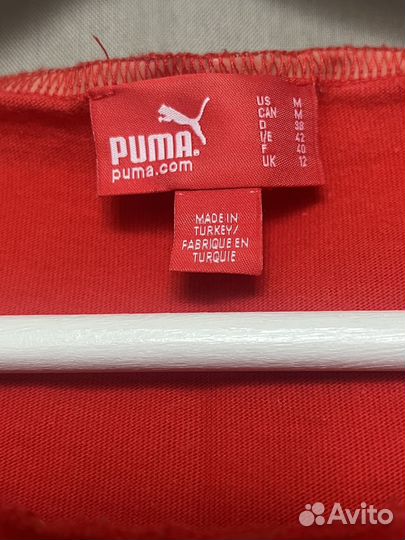 PUMA®
puma.com
US M
CAN M
D 38
I/E 42
F 40
UK 12
MADE IN
TURKEY/
FABRIQUE EN
TURQUIE
Avito